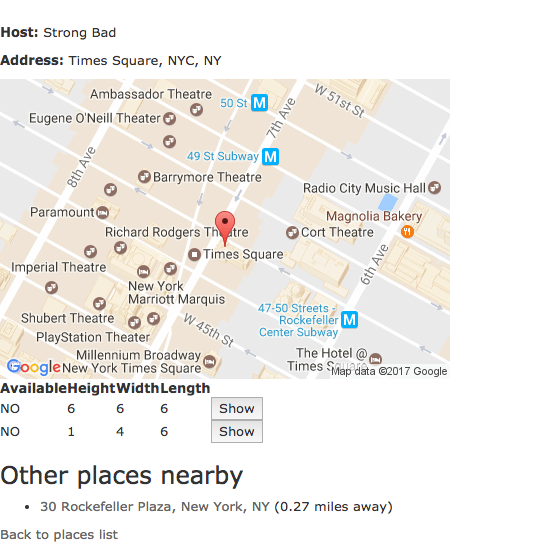 Host: Strong Bad
Address: Times Square, NYC, NY
Ambassador Theatre
50 St M
W 51st St
Eugene O'Neill Theater
7th Ave
8th Ave
49 St Subway M
Barrymore Theatre
Radio City Music Hall
Paramount
Magnolia Bakery
Richard Rodgers Theatre
Cort Theatre
Times Square
6th Ave
Imperial Theatre
New York
Marriott Marquis
47-50 Streets -
Rockefeller
Center Subway M
Shubert Theatre
W 45th St
PlayStation Theater
Millennium Broadway
New York Times Square
The Hotel @
Times Square
Google
Map data ©2017 Google
Available Height Width Length
NO 6 6 6 Show
NO 1 4 6 Show
Other places nearby
• 30 Rockefeller Plaza, New York, NY (0.27 miles away)
Back to places list